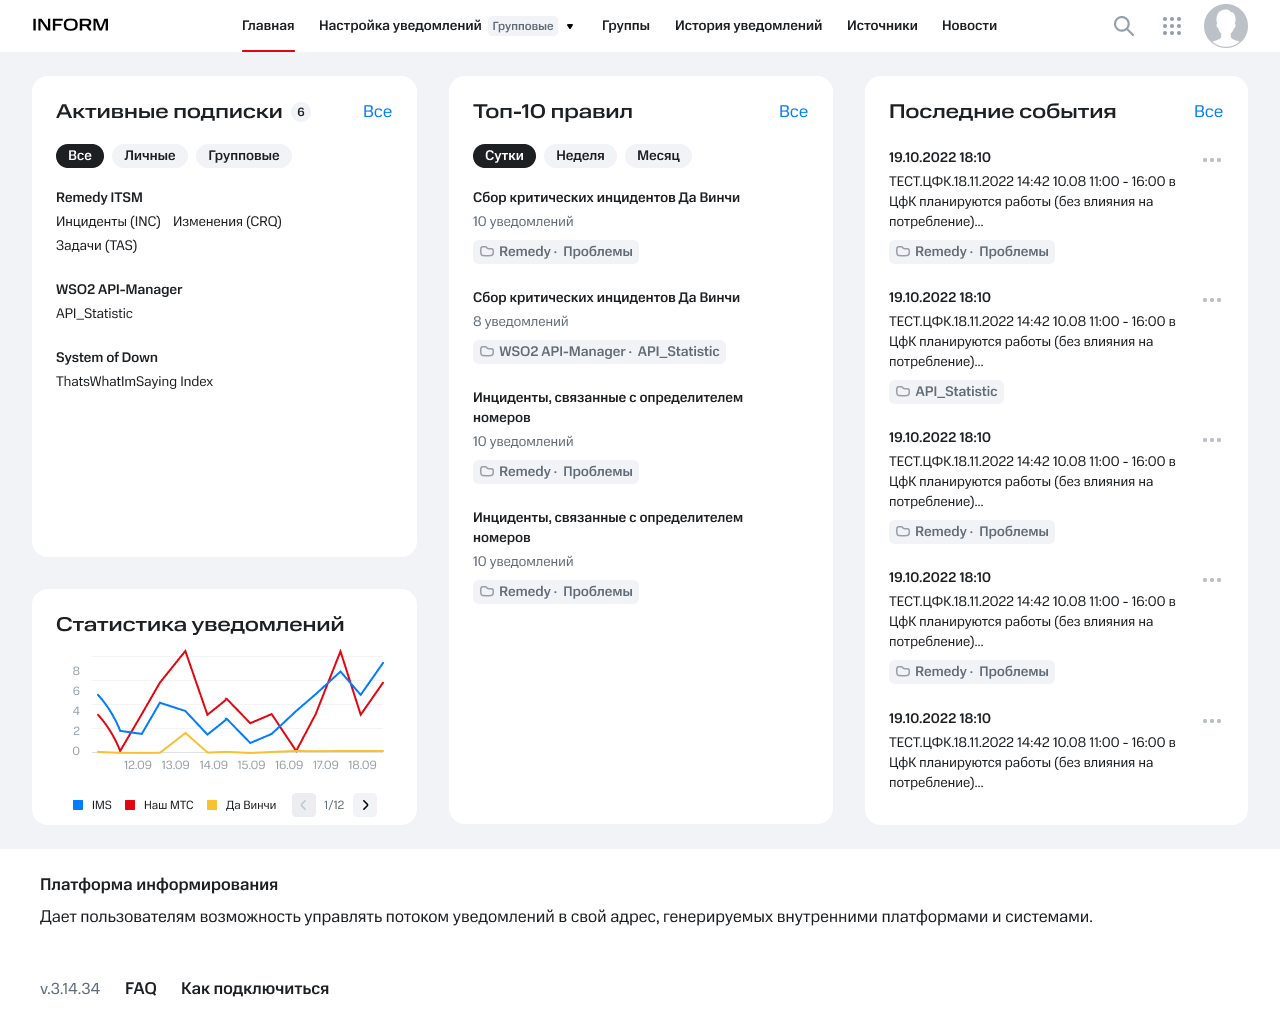 INFORM
Главная
Настройка уведомлений Групповые
Группы
История уведомлений
Источники
Новости
Активные подписки 6 Все
Все Личные Групповые
Remedy ITSM
Инциденты (INC) Изменения (CRQ)
Задачи (TAS)
WSO2 API-Manager
API_Statistic
System of Down
ThatsWhatImSaying Index
Статистика уведомлений
8
6
4
2
0
12.09 13.09 14.09 15.09 16.09 17.09 18.09
IMS Наш МТС Да Винчи 1/12
Топ-10 правил Все
Сутки Неделя Месяц
Сбор критических инцидентов Да Винчи
10 уведомлений
Remedy · Проблемы
Сбор критических инцидентов Да Винчи
8 уведомлений
WSO2 API-Manager · API_Statistic
Инциденты, связанные с определителем
номеров
10 уведомлений
Remedy · Проблемы
Инциденты, связанные с определителем
номеров
10 уведомлений
Remedy · Проблемы
Последние события Все
19.10.2022 18:10
ТЕСТ.ЦФК.18.11.2022 14:42 10.08 11:00 - 16:00 в
ЦфК планируются работы (без влияния на
потребление)...
Remedy · Проблемы
19.10.2022 18:10
ТЕСТ.ЦФК.18.11.2022 14:42 10.08 11:00 - 16:00 в
ЦфК планируются работы (без влияния на
потребление)...
API_Statistic
19.10.2022 18:10
ТЕСТ.ЦФК.18.11.2022 14:42 10.08 11:00 - 16:00 в
ЦфК планируются работы (без влияния на
потребление)...
Remedy · Проблемы
19.10.2022 18:10
ТЕСТ.ЦФК.18.11.2022 14:42 10.08 11:00 - 16:00 в
ЦфК планируются работы (без влияния на
потребление)...
Remedy · Проблемы
19.10.2022 18:10
ТЕСТ.ЦФК.18.11.2022 14:42 10.08 11:00 - 16:00 в
ЦфК планируются работы (без влияния на
потребление)...
Платформа информирования
Дает пользователям возможность управлять потоком уведомлений в свой адрес, генерируемых внутренними платформами и системами.
v.3.14.34 FAQ Как подключиться